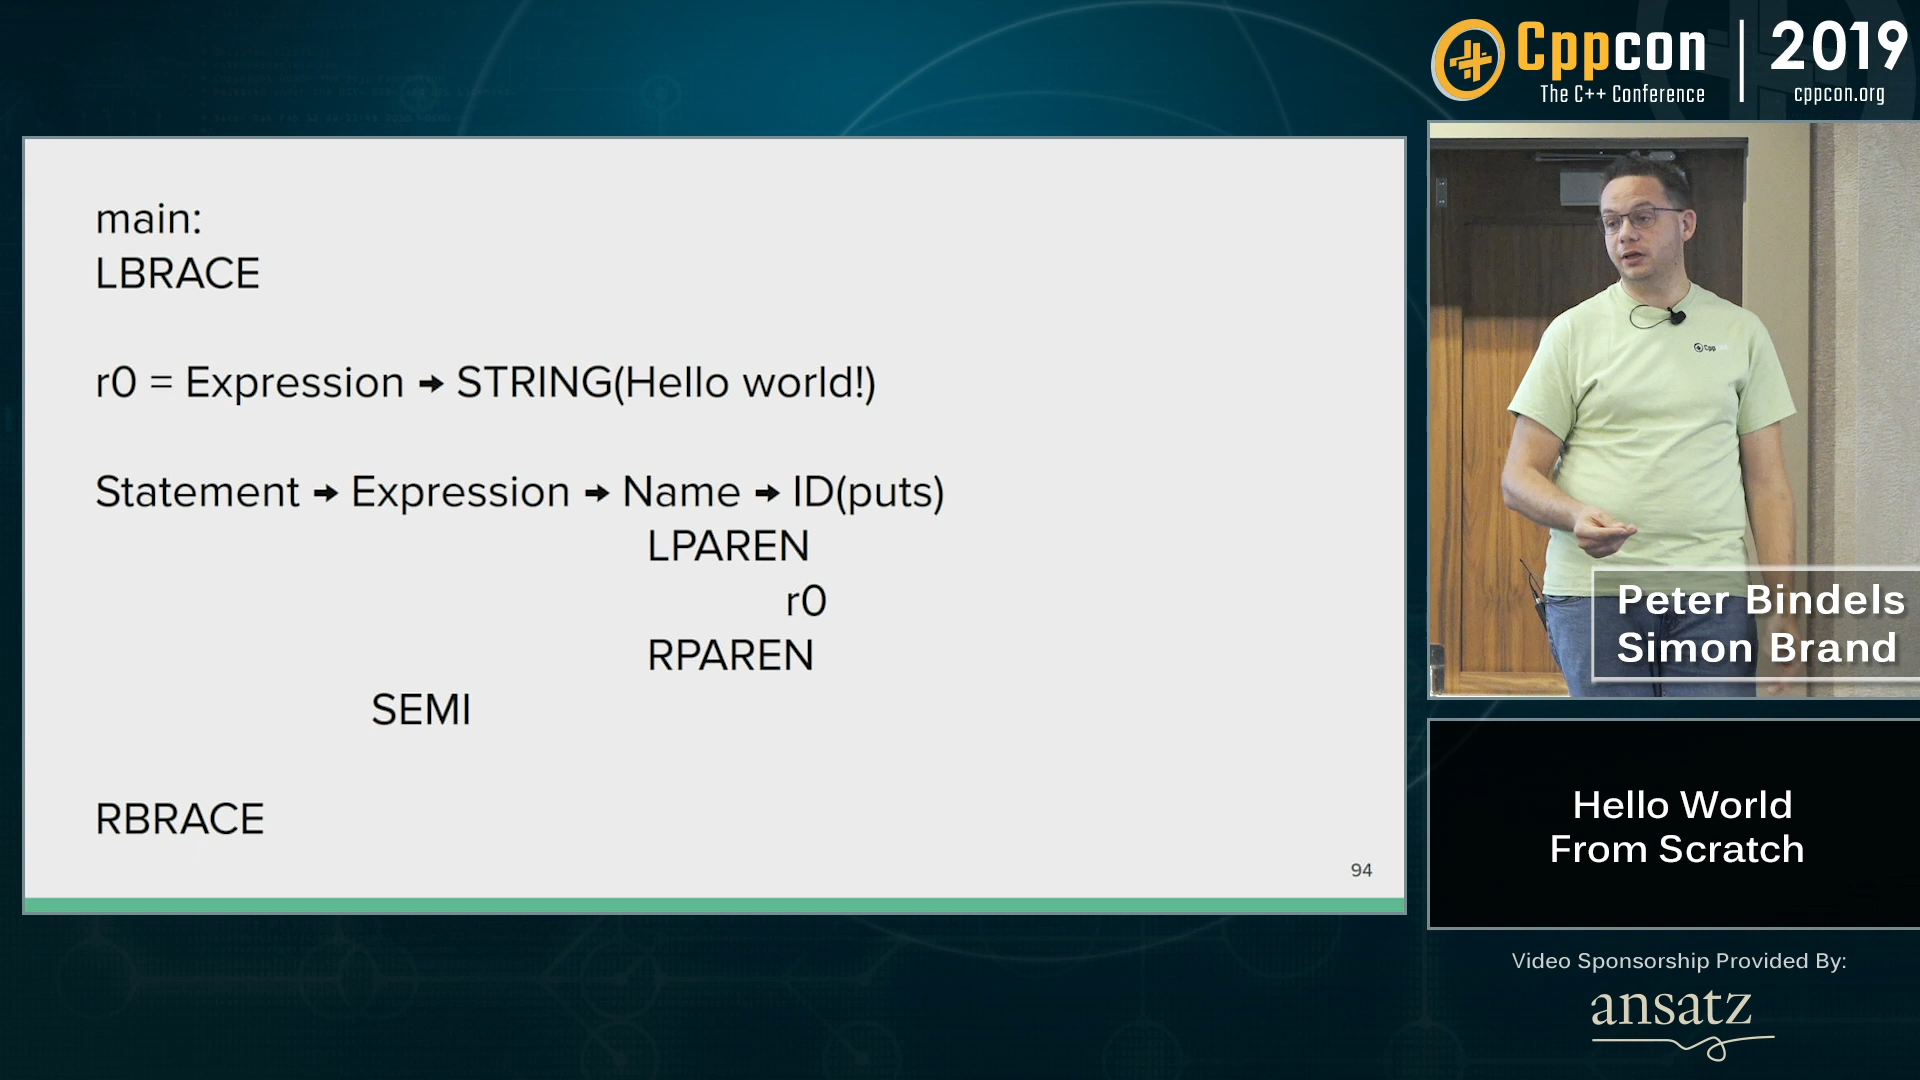 Cppcon
The C++ Conference
2019
cppcon.org
main:
LBRACE
r0 = Expression → STRING(Hello world!)
Statement → Expression → Name → ID(puts)
LPAREN
r0
RPAREN
SEMI
RBRACE
94
Cpp
Peter Bindels
Simon Brand
Hello World
From Scratch
Video Sponsorship Provided By:
ansatz